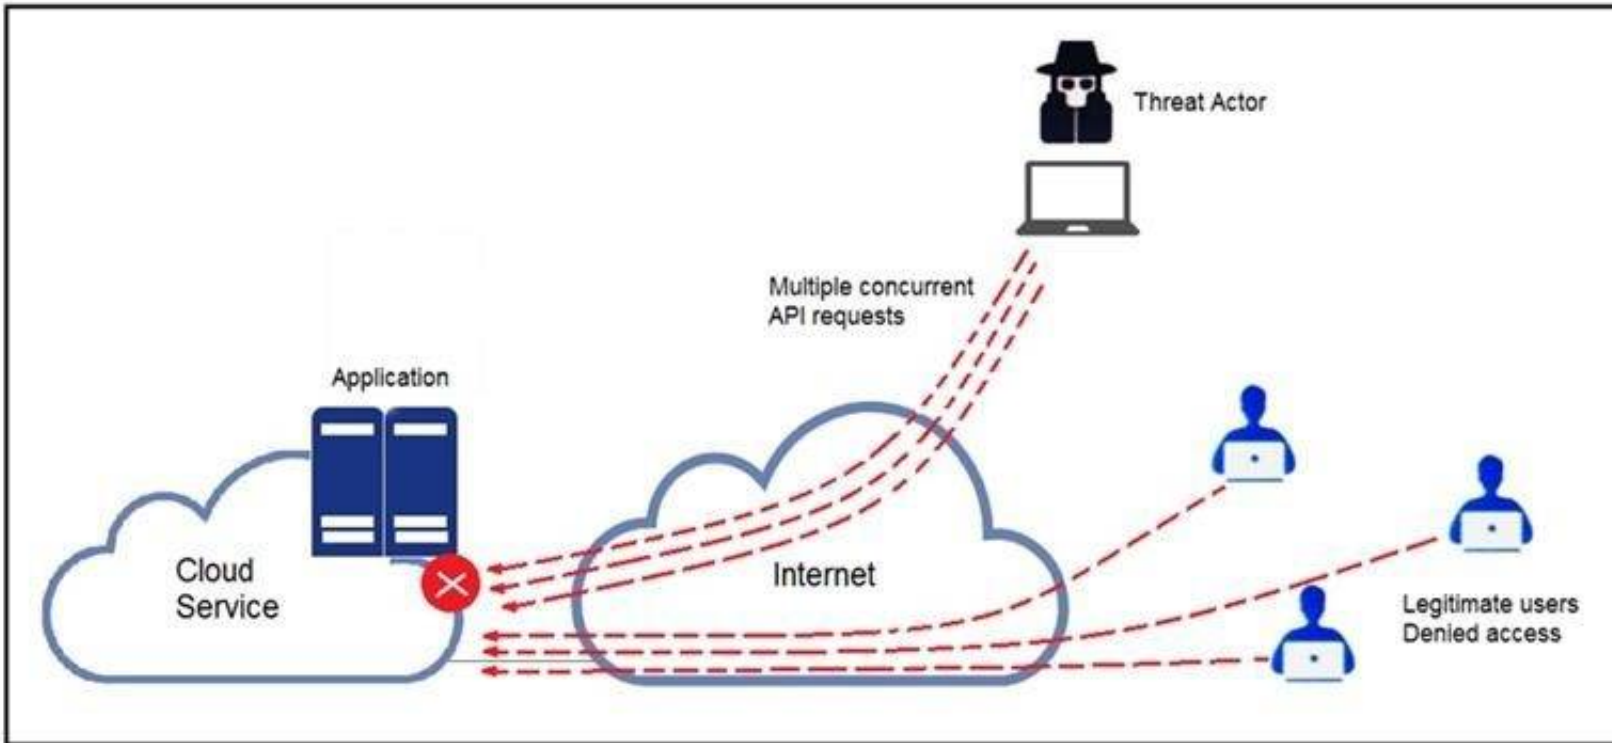 Threat Actor
Multiple concurrent
API requests
Application
Cloud
Service
Internet
Legitimate users
Denied access